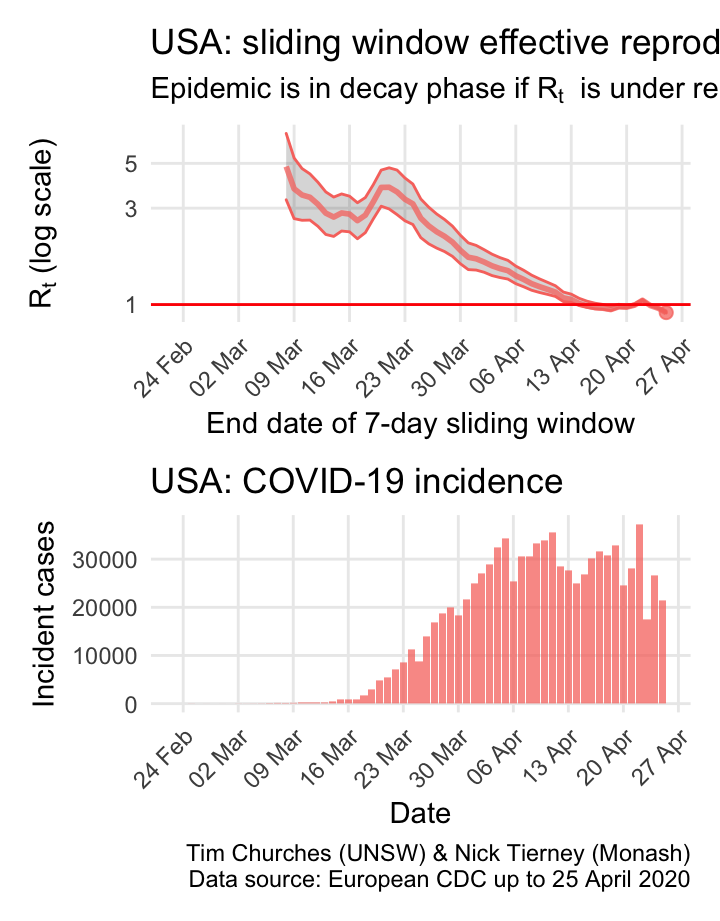 USA: sliding window effective reprod
Epidemic is in decay phase if Rt is under re
Rt (log scale)
5
3
1
24 Feb
02 Mar
09 Mar
16 Mar
23 Mar
30 Mar
06 Apr
13 Apr
20 Apr
27 Apr
End date of 7-day sliding window
USA: COVID-19 incidence
Incident cases
30000
20000
10000
0
24 Feb
02 Mar
09 Mar
16 Mar
23 Mar
30 Mar
06 Apr
13 Apr
20 Apr
27 Apr
Date
Tim Churches (UNSW) & Nick Tierney (Monash)
Data source: European CDC up to 25 April 2020